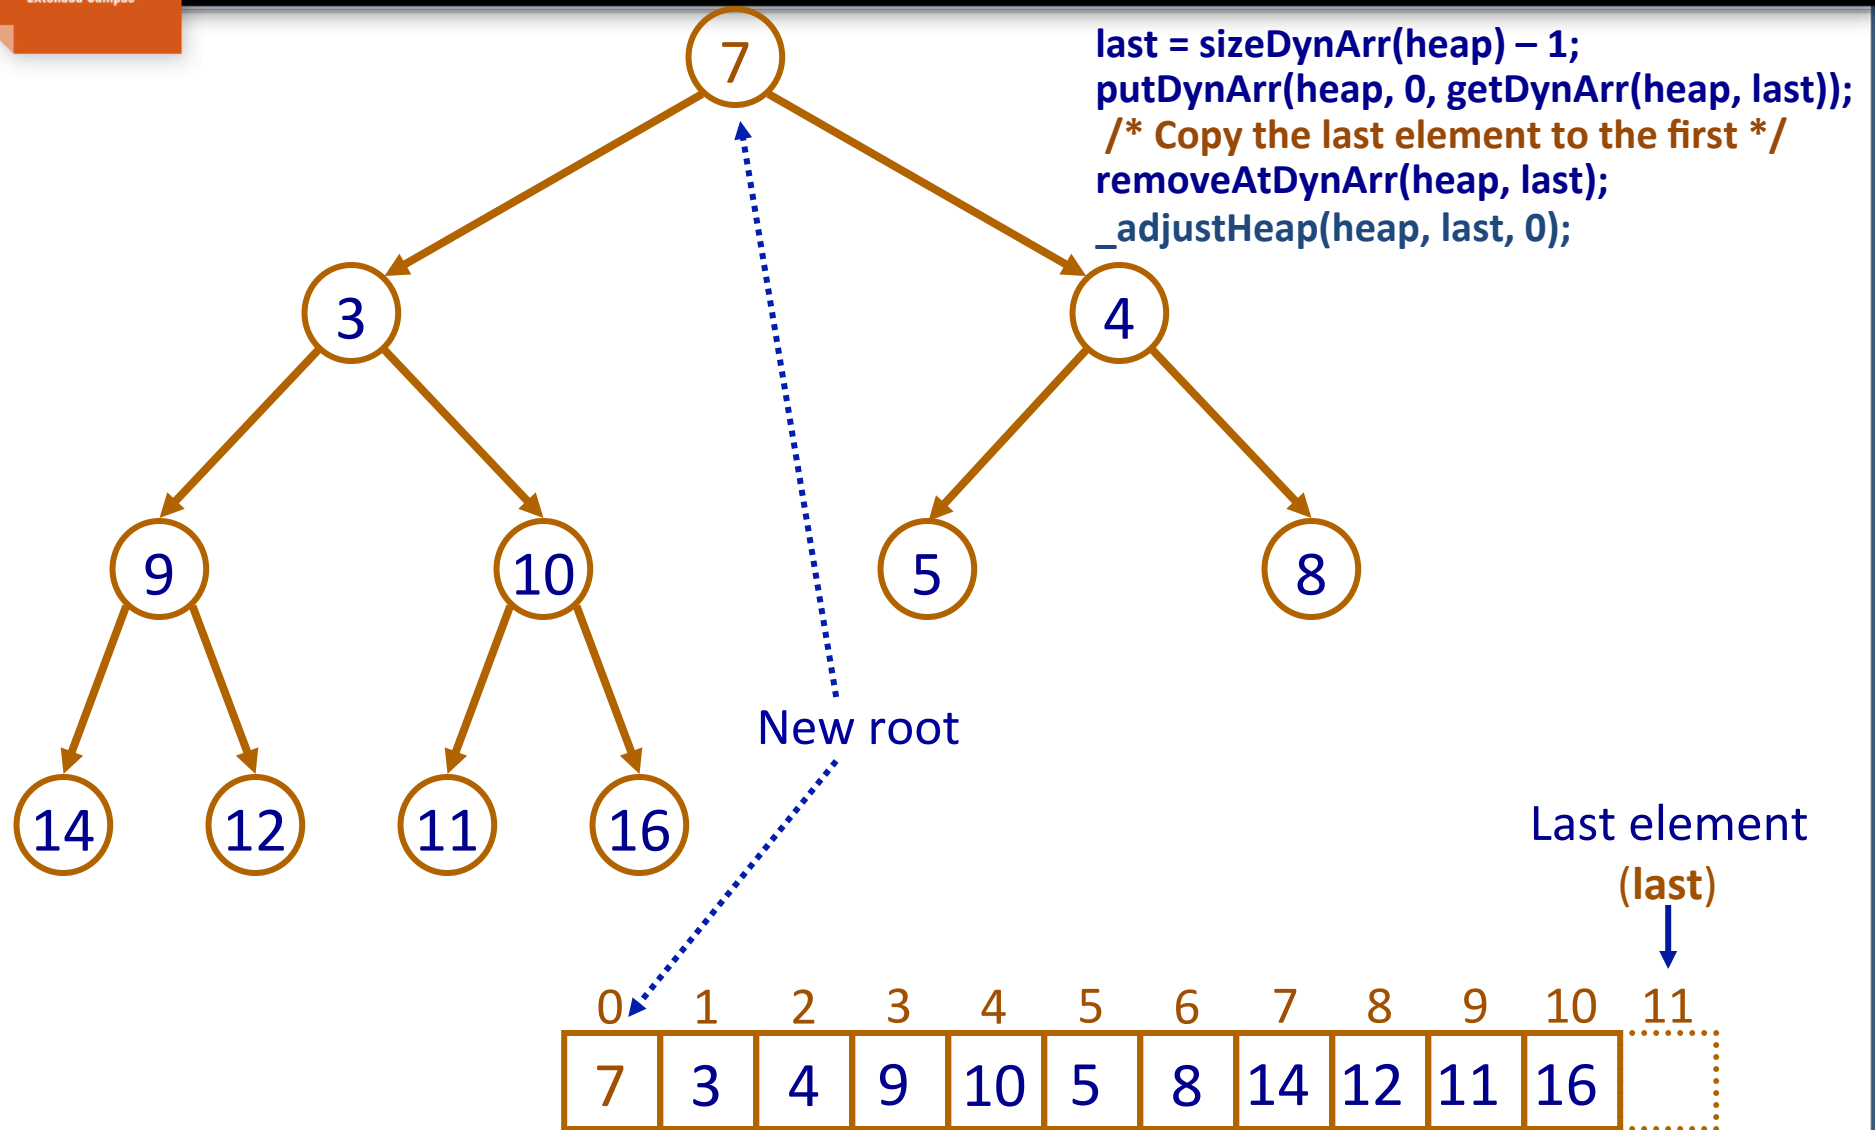 Extended Campus
7
last = sizeDynArr(heap) – 1;
putDynArr(heap, 0, getDynArr(heap, last));
/* Copy the last element to the first */
removeAtDynArr(heap, last);
_adjustHeap(heap, last, 0);
3 4
9 10 5 8
New root
14 12 11 16
Last element
(last)
0 1 2 3 4 5 6 7 8 9 10 11
7 3 4 9 10 5 8 14 12 11 16